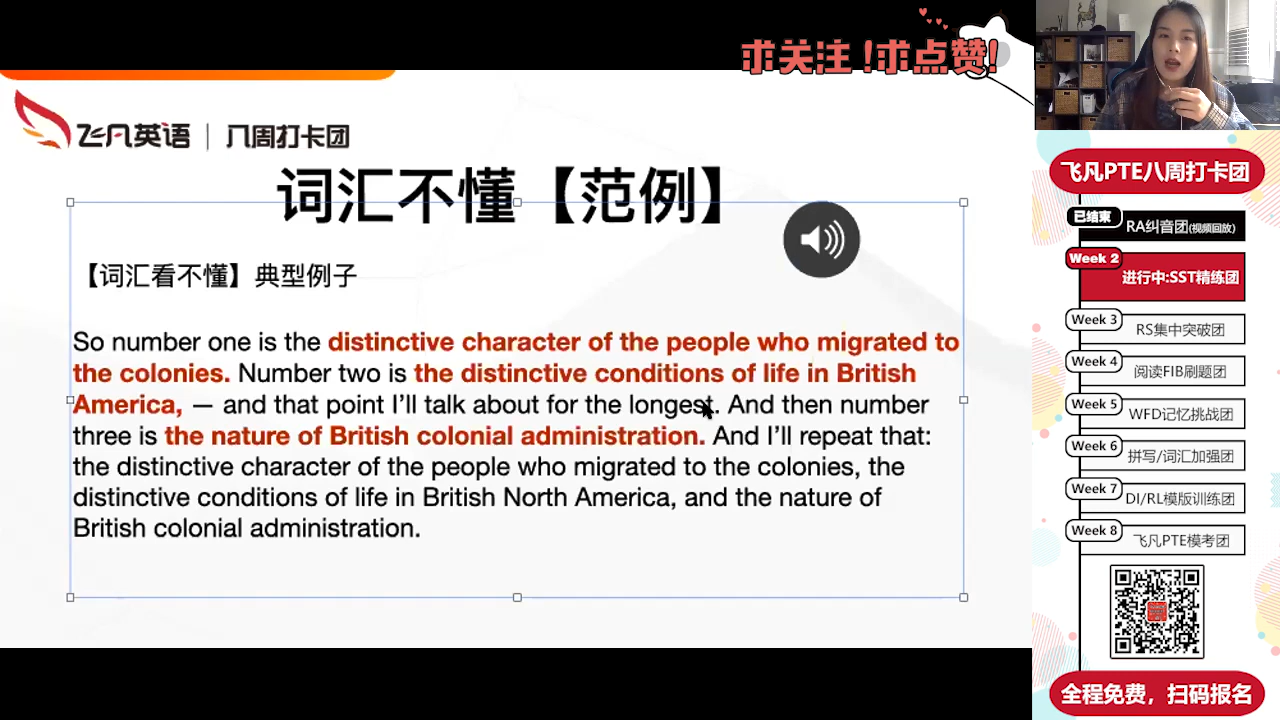 求关注！求点赞！
飞凡英语 | 八周打卡团
词汇不懂【范例】
【词汇看不懂】典型例子
So number one is the distinctive character of the people who migrated to
the colonies. Number two is the distinctive conditions of life in British
America, — and that point I’ll talk about for the longest. And then number
three is the nature of British colonial administration. And I’ll repeat that:
the distinctive character of the people who migrated to the colonies, the
distinctive conditions of life in British North America, and the nature of
British colonial administration.
飞凡PTE八周打卡团
已结束
RA纠音团(视频回放)
Week 2
进行中:SST精练团
Week 3
RS集中突破团
Week 4
阅读FIB刷题团
Week 5
WFD记忆挑战团
Week 6
拼写/词汇加强团
Week 7
DI/RL模版训练团
Week 8
飞凡PTE模考团
全程免费，扫码报名